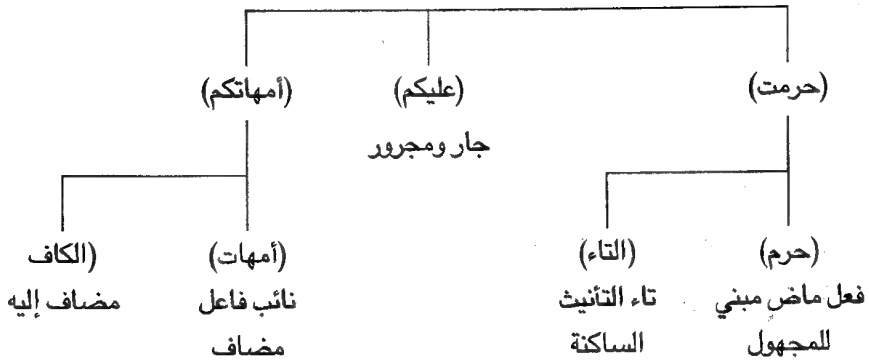 (حرمت) (عليكم) (أمهاتكم)
جار ومجرور
(حرم) (التاء) (أمهات) (الكاف
فعل ماض مبني تاء التأنيث نائب فاعل مضاف إليه
للمجهول الساكنة مضاف